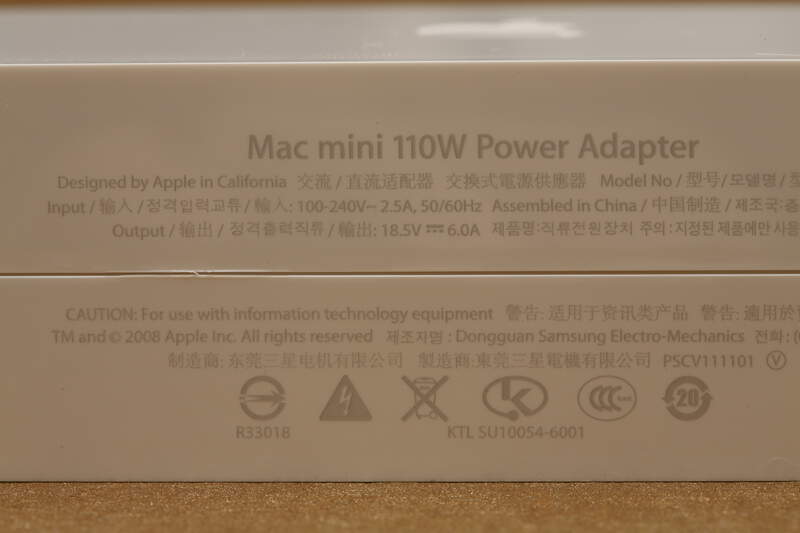 Mac mini 110W Power Adapter
Designed by Apple in California 交流 / 直流适配器 交換式電源供應器 Model No / 型号/ 모델명 /
Input / 输入 / 정격입력교류 / 輸入: 100-240V~ 2.5A, 50/60Hz Assembled in China / 中国制造 / 제조국:
Output / 输出 / 정격출력직류 / 輸出: 18.5V ⎓ 6.0A 제품명:직류전원장치 주의 : 지정된 제품에만 사용
CAUTION: For use with information technology equipment 警告: 适用于资讯类产品 警告: 適用於
TM and © 2008 Apple Inc. All rights reserved 제조자명 : Dongguan Samsung Electro-Mechanics 전화 : (
制造商: 东莞三星电机有限公司 製造商: 東莞三星電機有限公司 PSCV111101 Ⓥ
CCC 20
R33018 KTL SU10054-6001